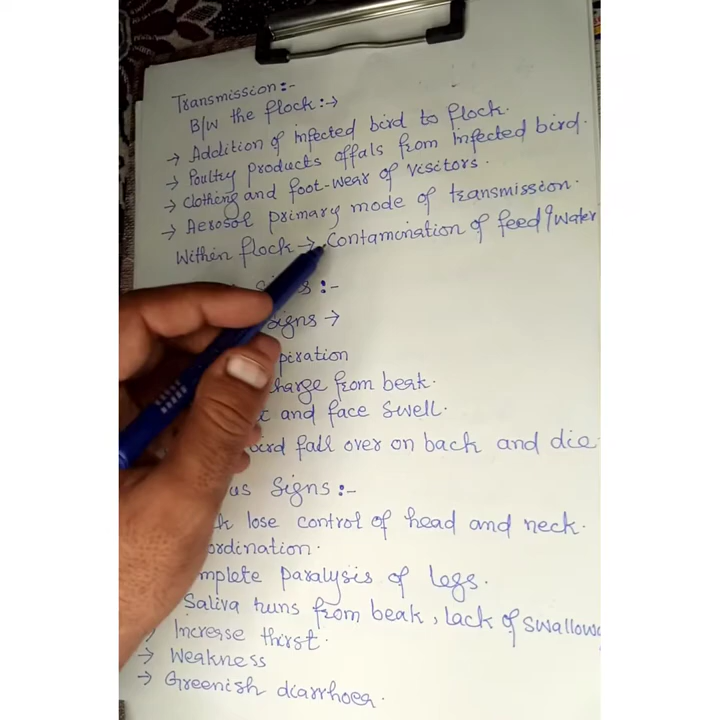 Transmission:-
B/W the flock:→
→ Addition of infected bird to flock.
→ Poultry products offals from infected bird.
→ Clothing and foot-wear of visitors.
→ Aerosol primary mode of transmission.
Within flock → Contamination of feed & Water
Signs:-
Signs →
piration
charge from beak.
and face swell.
bird fall over on back and die
us Signs:-
lose control of head and neck.
ordination.
mplete paralysis of legs.
Saliva runs from beak, lack of swallow
→ Increase thirst.
→ Weakness
→ Greenish diarrhoea.